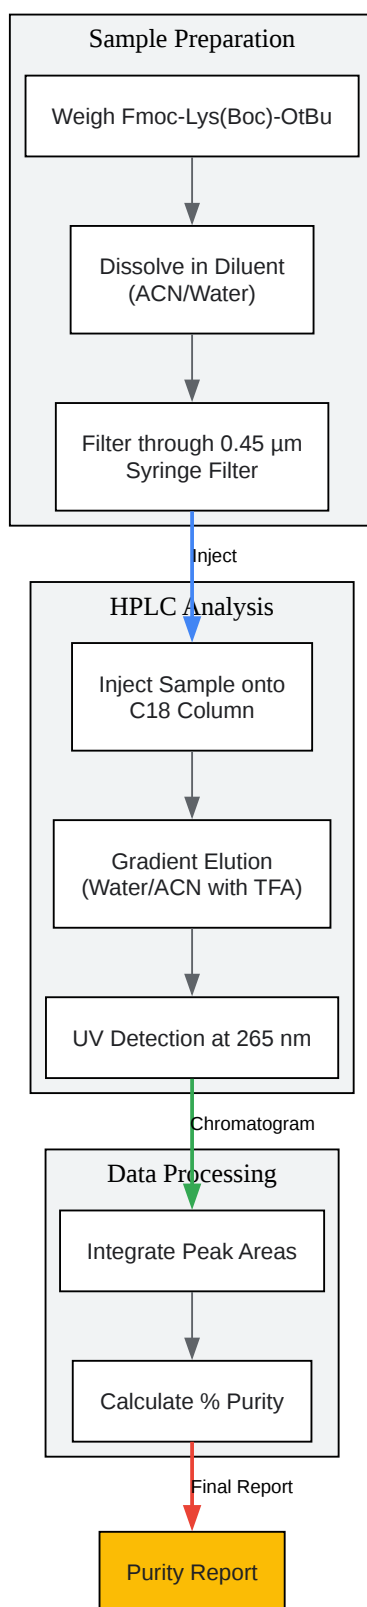 Sample Preparation
Weigh Fmoc-Lys(Boc)-OtBu
Dissolve in Diluent
(ACN/Water)
Filter through 0.45 µm
Syringe Filter
Inject
HPLC Analysis
Inject Sample onto
C18 Column
Gradient Elution
(Water/ACN with TFA)
UV Detection at 265 nm
Chromatogram
Data Processing
Integrate Peak Areas
Calculate % Purity
Final Report
Purity Report